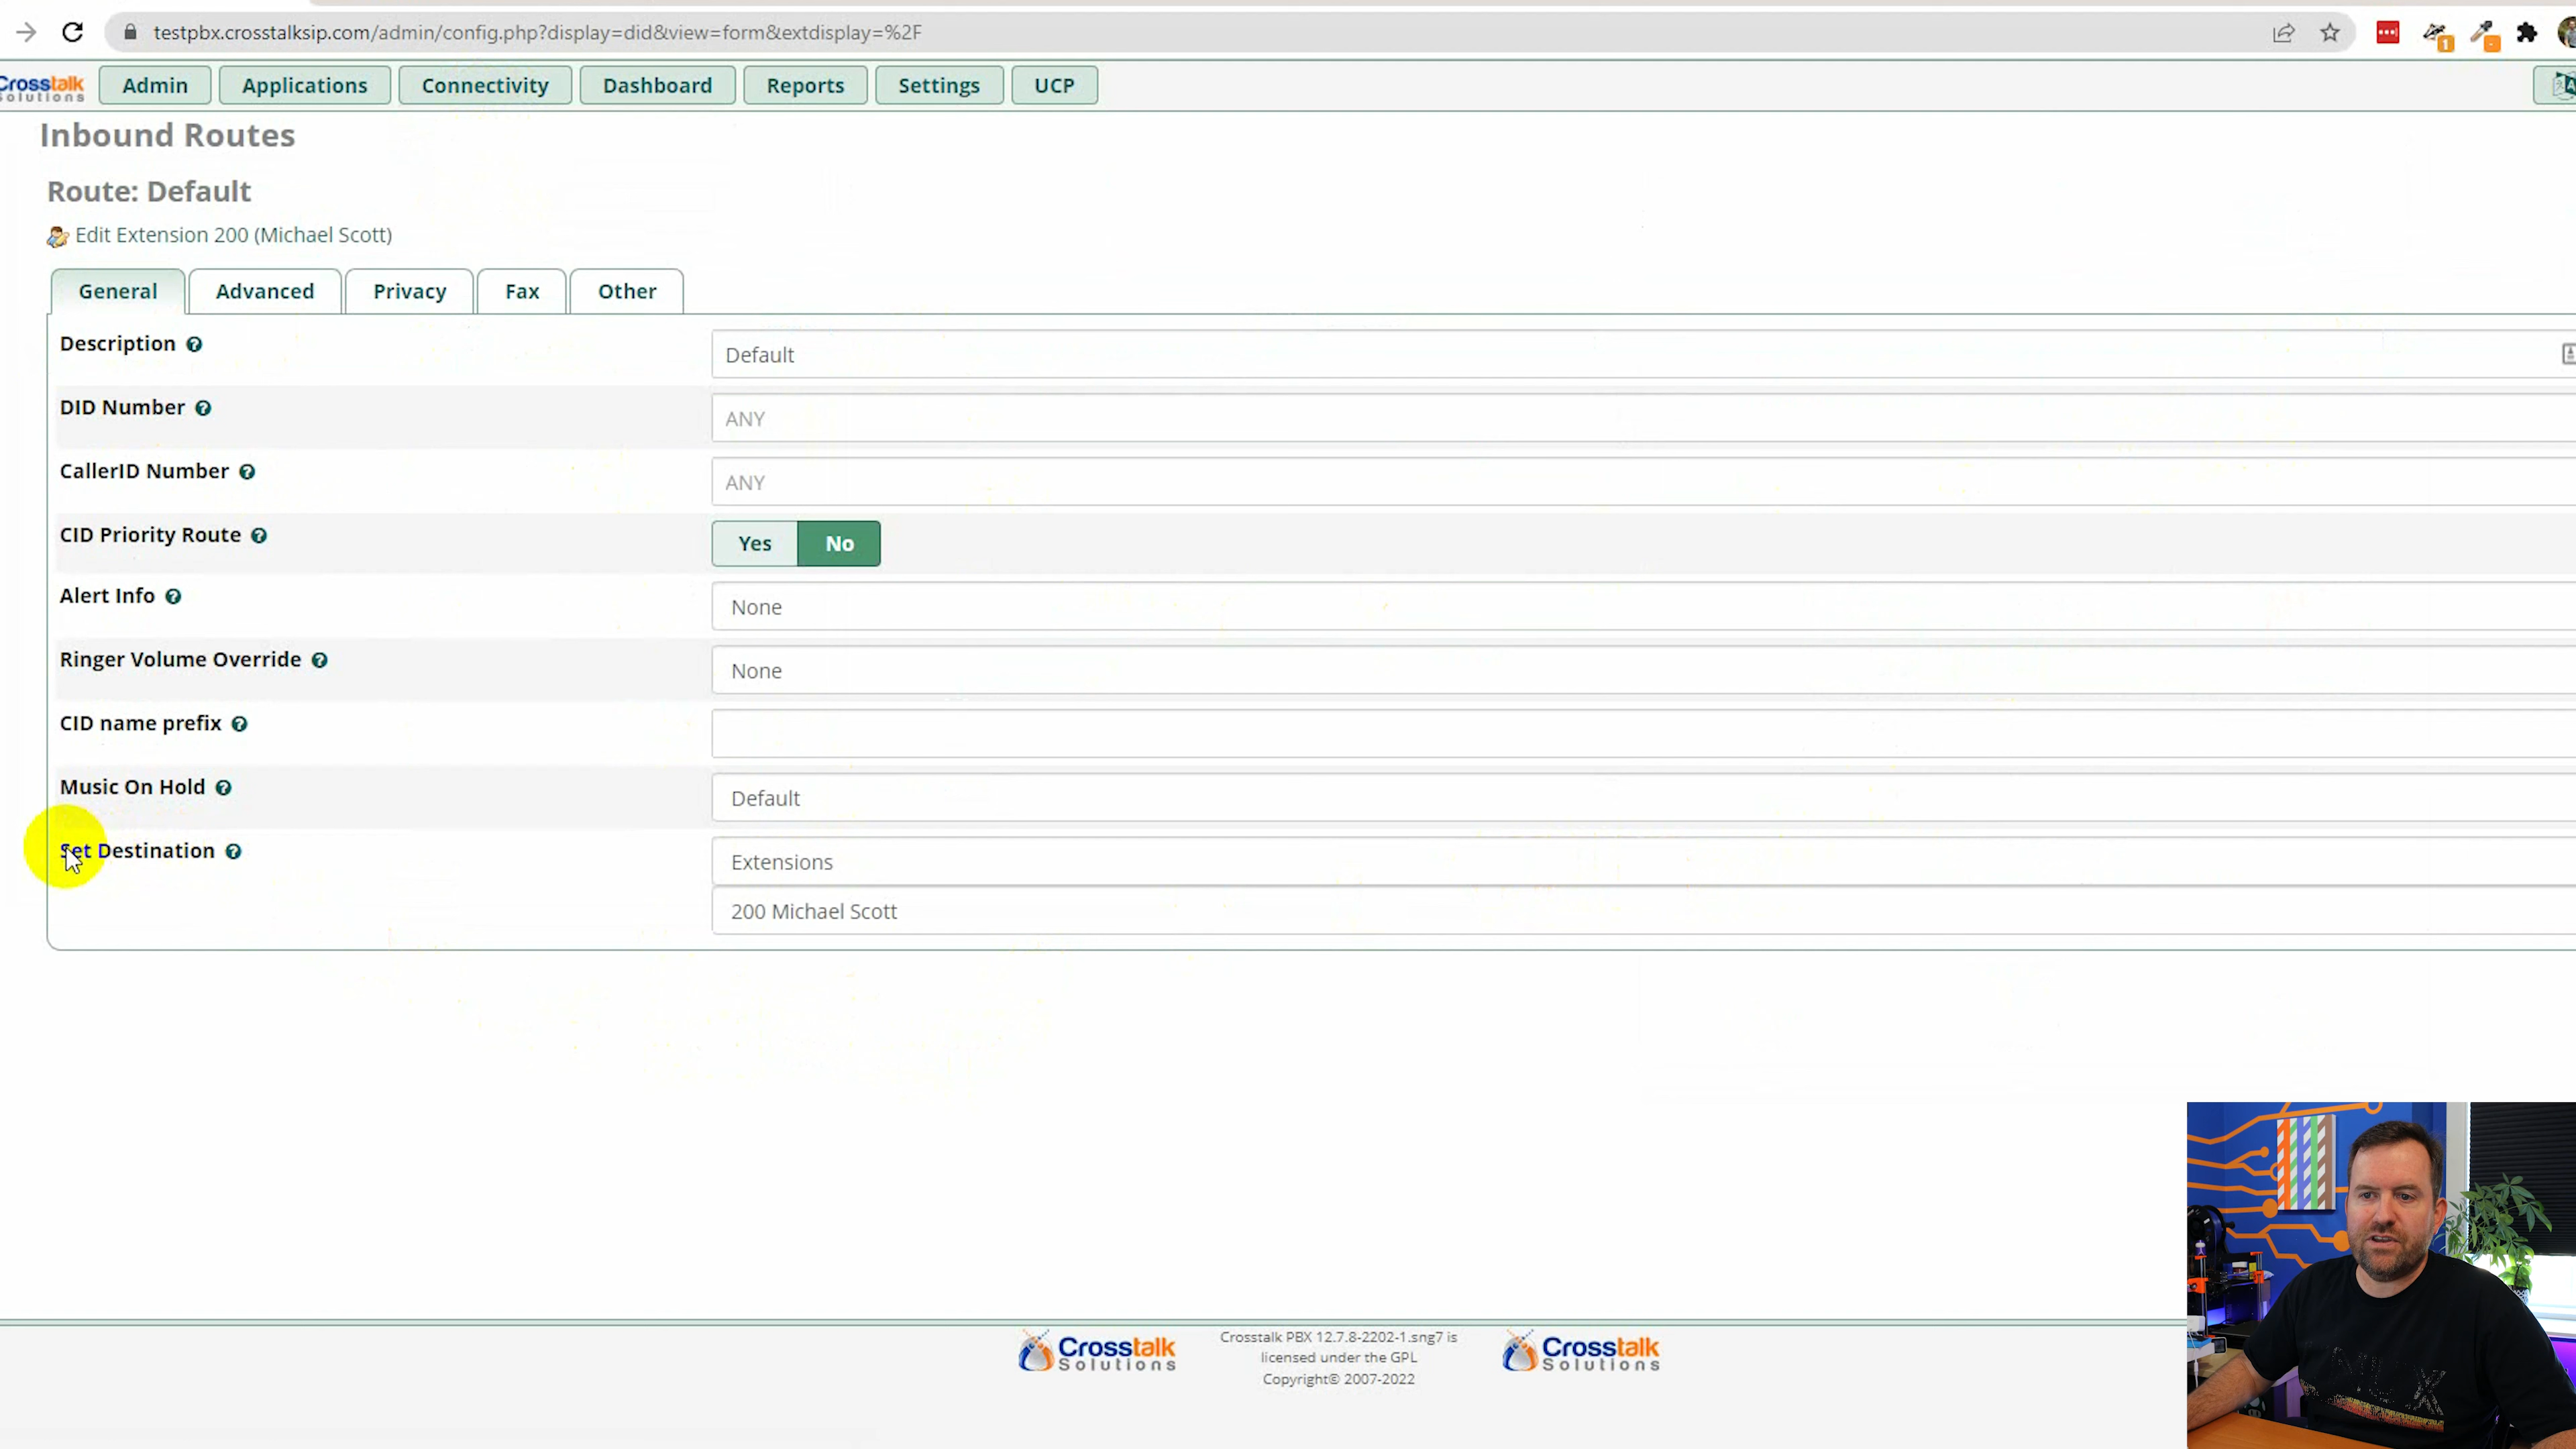 testpbx.crosstalksip.com/admin/config.php?display=did&view=form&extdisplay=%2F
1
Crosstalk
Solutions
Admin
Applications
Connectivity
Dashboard
Reports
Settings
UCP
Inbound Routes
Route: Default
Edit Extension 200 (Michael Scott)
General
Advanced
Privacy
Fax
Other
Description
Default
DID Number
ANY
CallerID Number
ANY
CID Priority Route
Yes
No
Alert Info
None
Ringer Volume Override
None
CID name prefix
Music On Hold
Default
Set Destination
Extensions
200 Michael Scott
Crosstalk
Solutions
Crosstalk PBX 12.7.8-2202-1.sng7 is
licensed under the GPL
Copyright© 2007-2022
Crosstalk
Solutions